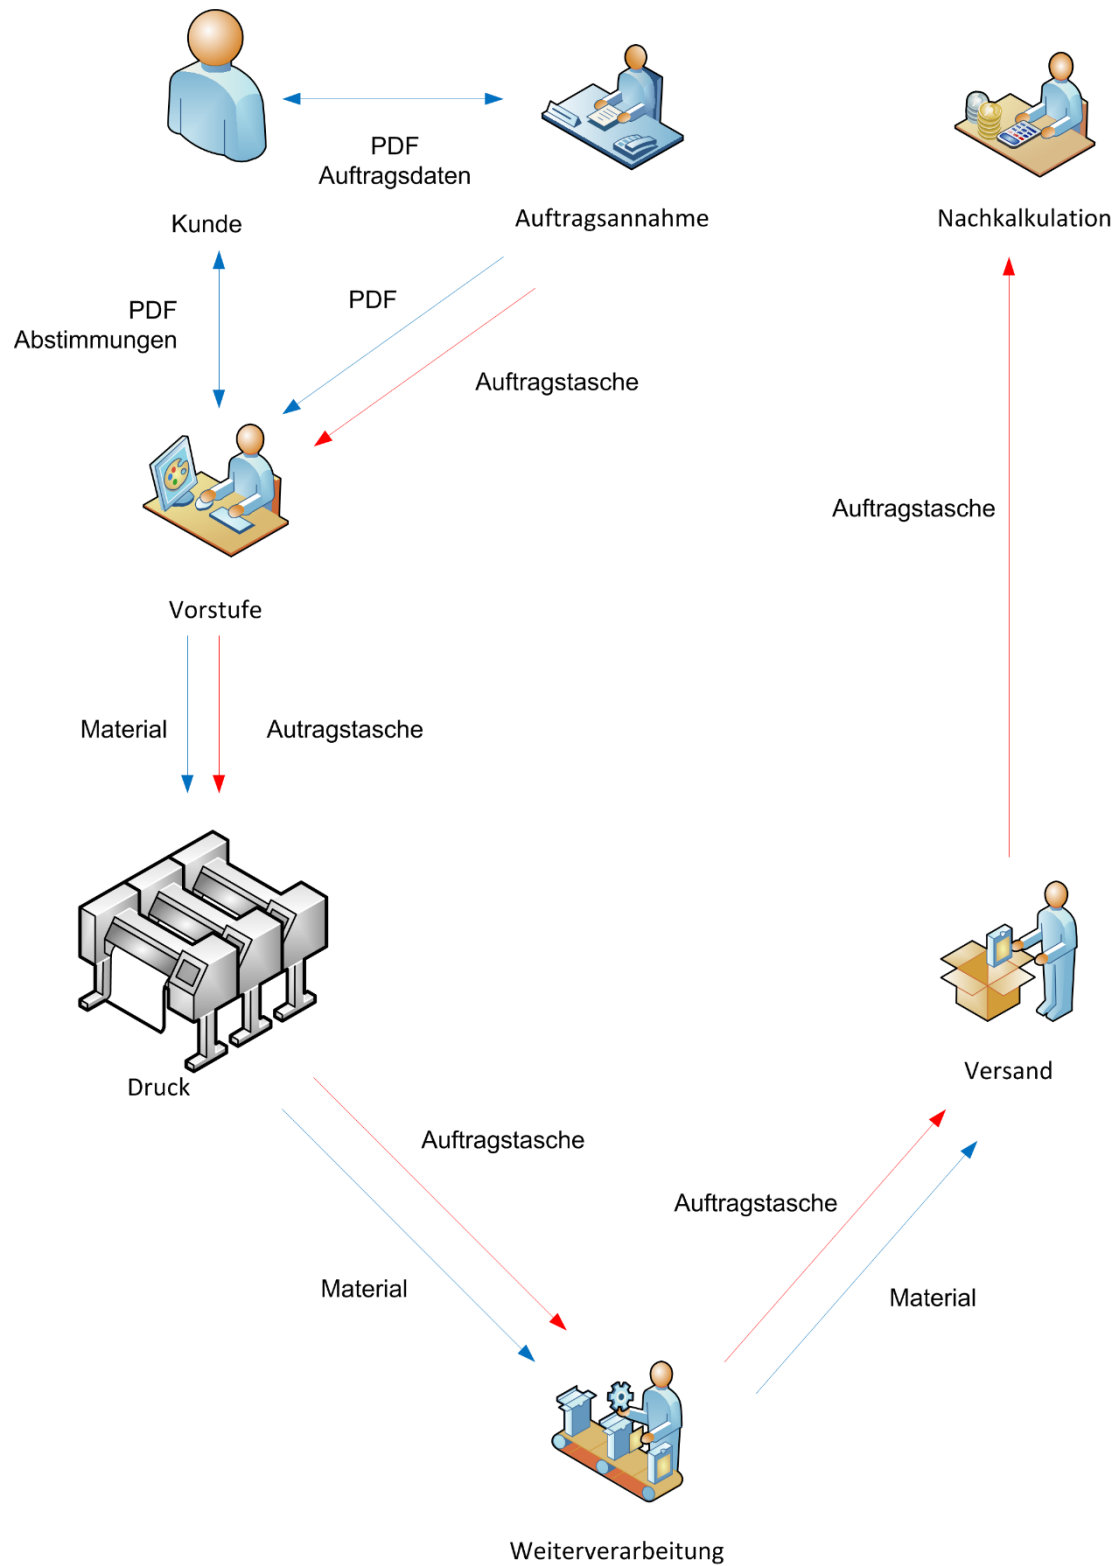 PDF
Auftragsdaten
Kunde
Auftragsannahme
Nachkalkulation
PDF
Abstimmungen
PDF
Auftragstasche
Auftragstasche
Vorstufe
Material
Autragstasche
Druck
Versand
Auftragstasche
Auftragstasche
Material
Material
Weiterverarbeitung